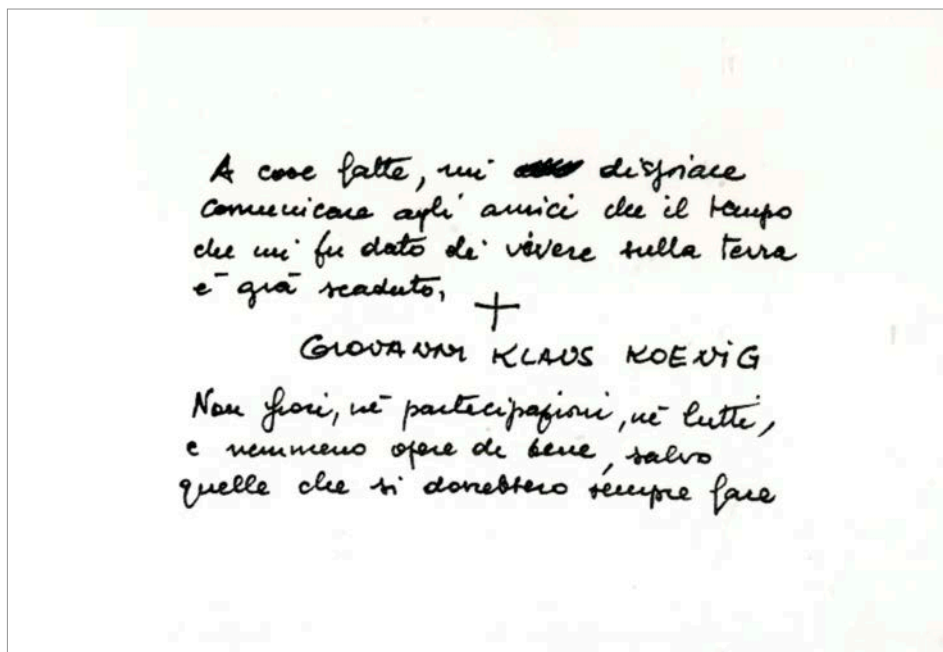 A cose fatte, mi dispiace
comunicare agli amici che il tempo
che mi fu dato di vivere sulla terra
è già scaduto,
GIOVANNI KLAUS KOENIG
Non fiori, nè partecipazioni, nè lutti,
e nemmeno opere di bene, salvo
quelle che si dovrebbero sempre fare